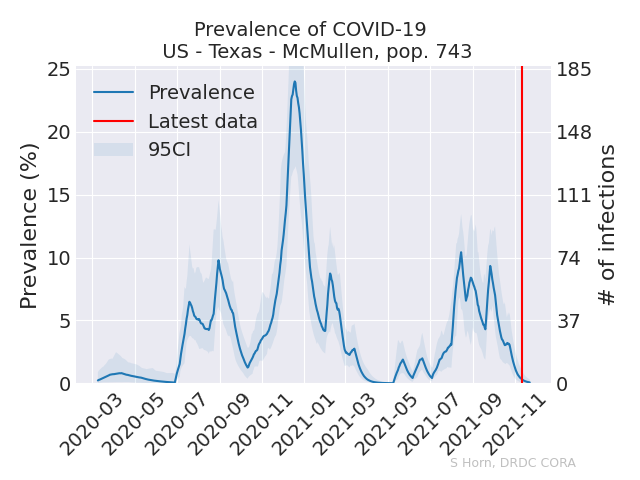 Prevalence of COVID-19
US - Texas - McMullen, pop. 743
Prevalence
Latest data
95CI
Prevalence (%)
# of infections
25
20
15
10
5
0
185
148
111
74
37
0
2020-03
2020-05
2020-07
2020-09
2020-11
2021-01
2021-03
2021-05
2021-07
2021-09
2021-11
S Horn, DRDC CORA